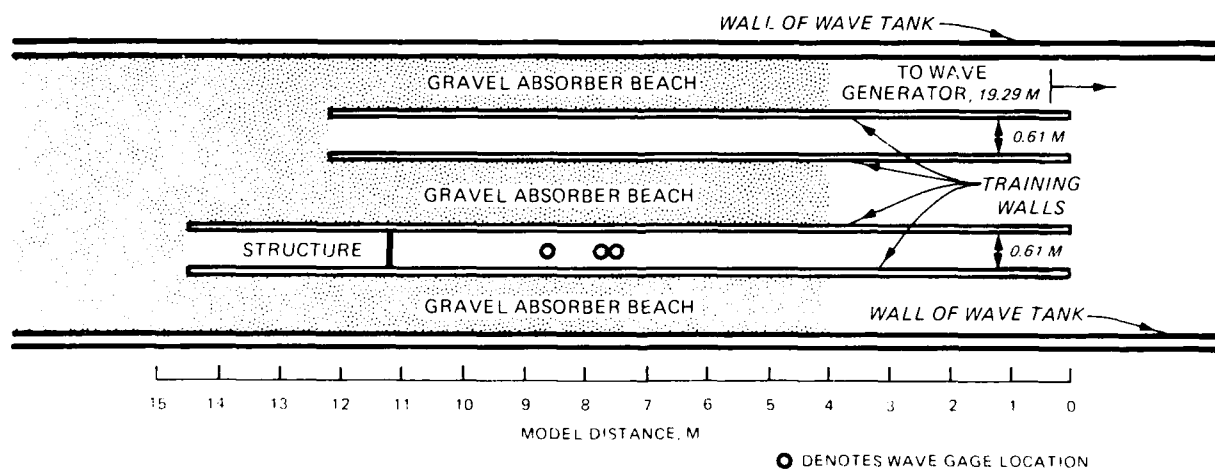 WALL OF WAVE TANK
GRAVEL ABSORBER BEACH
TO WAVE
GENERATOR, 19.29 M
0.61 M
GRAVEL ABSORBER BEACH
TRAINING
WALLS
STRUCTURE
0.61 M
GRAVEL ABSORBER BEACH
WALL OF WAVE TANK
15 14 13 12 11 10 9 8 7 6 5 4 3 2 1 0
MODEL DISTANCE, M
DENOTES WAVE GAGE LOCATION